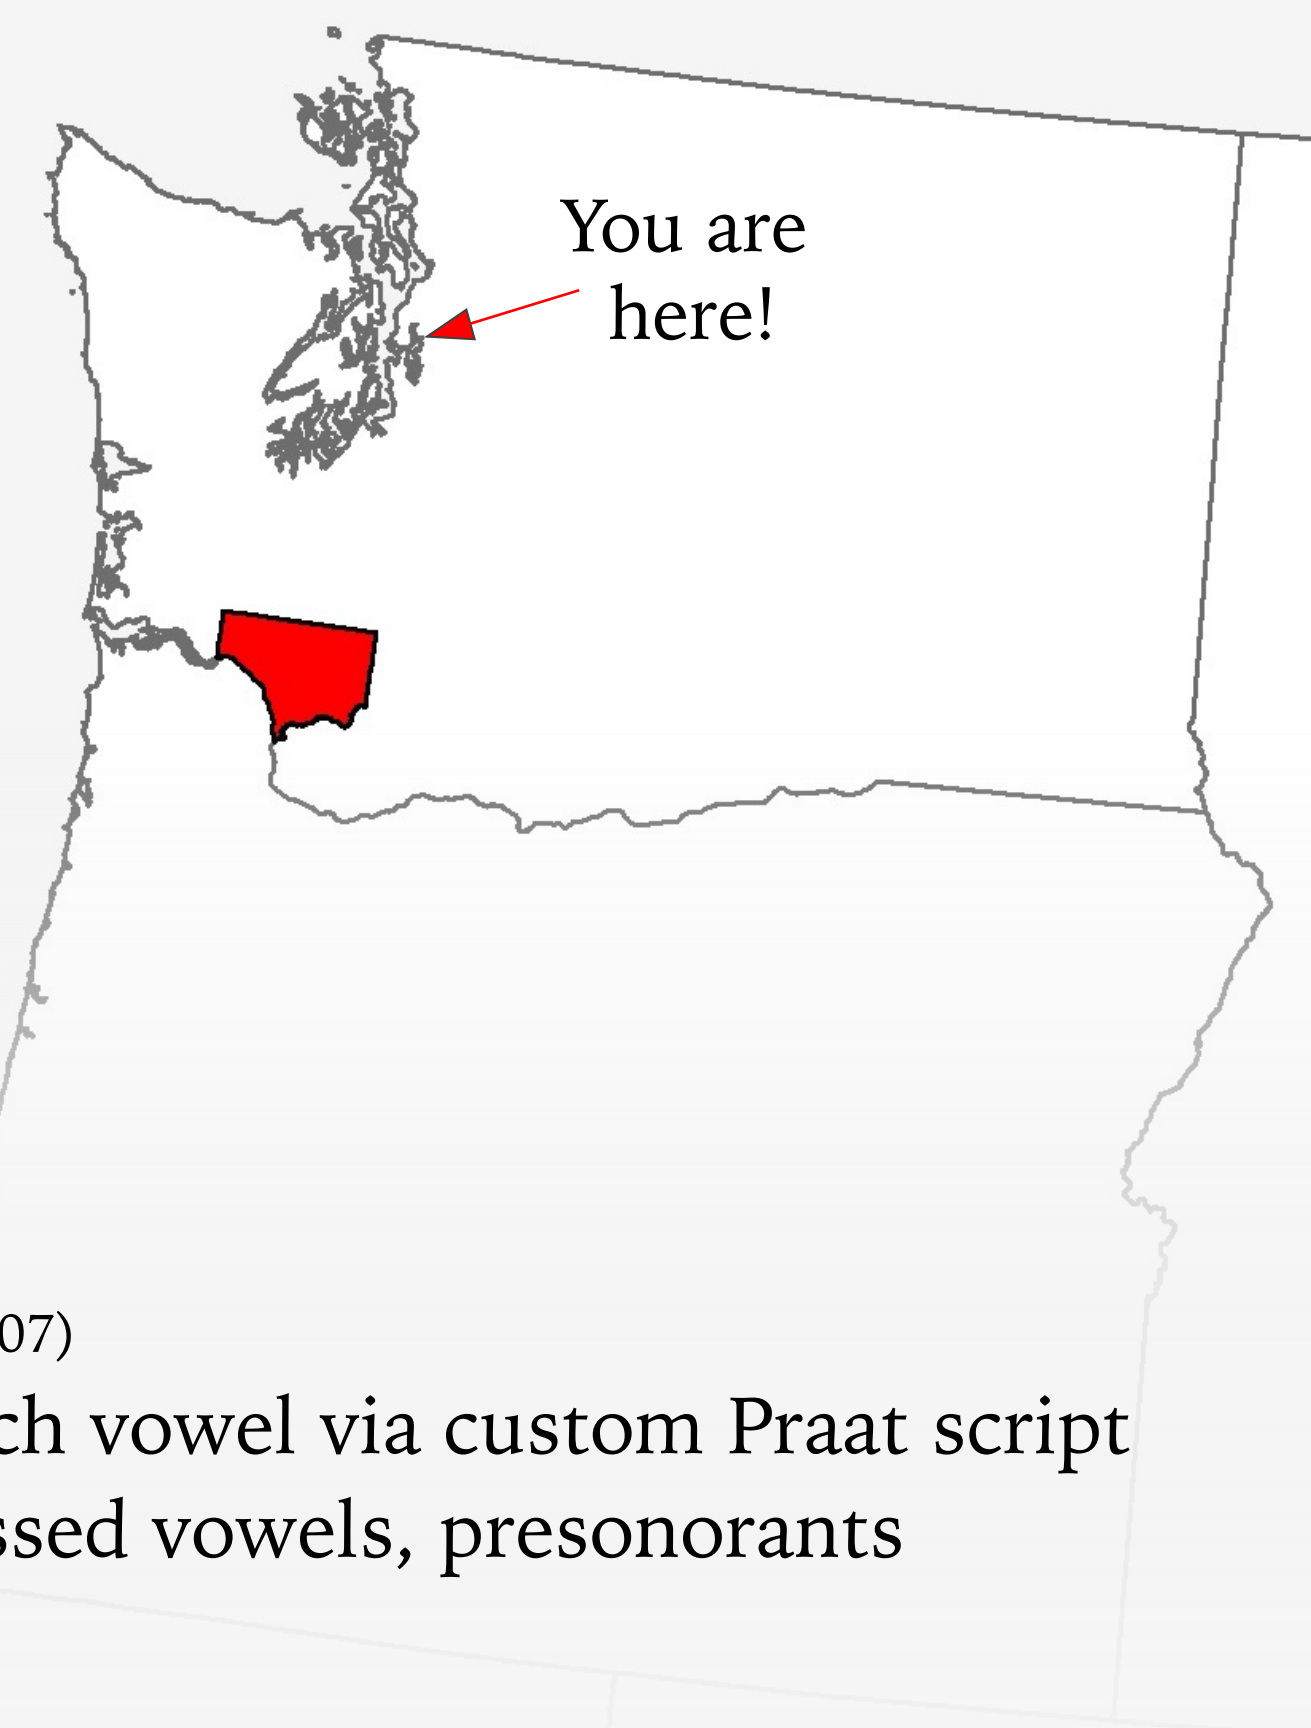 You are
here!
07)
ch vowel via custom Praat script
ssed vowels, presonorants